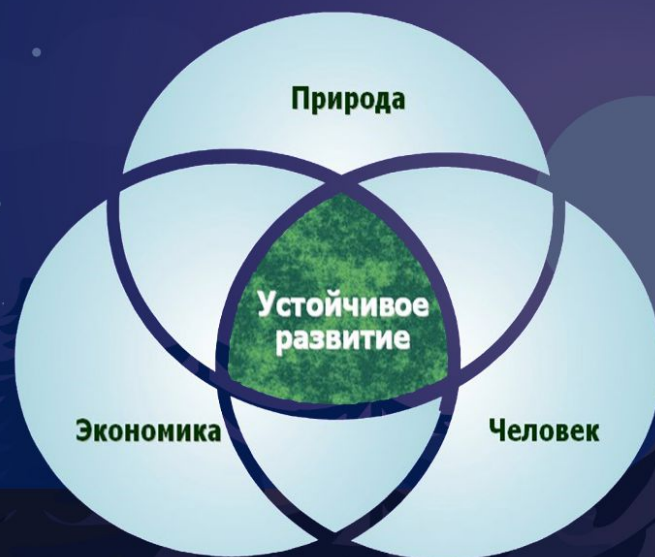 Природа
Устойчивое
развитие
Экономика
Человек